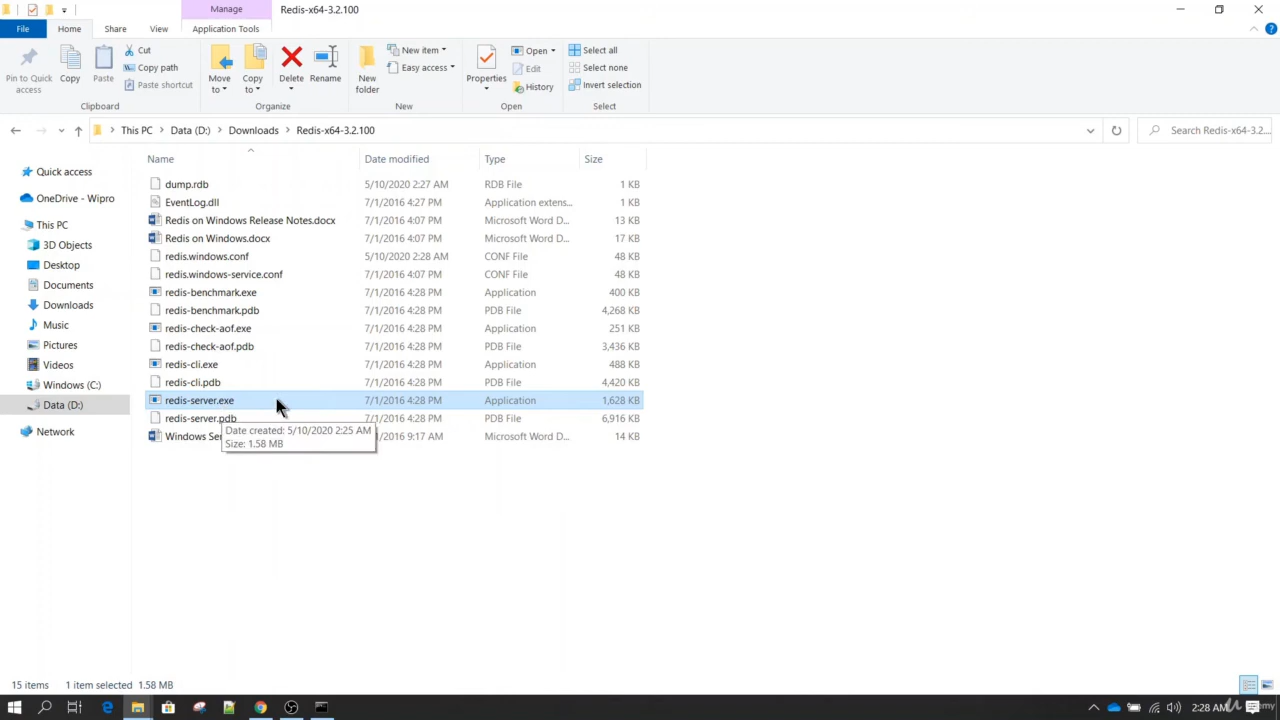 Manage
Redis-x64-3.2.100
File
Home
Share
View
Application Tools
Pin to Quick access
Copy
Paste
Cut
Copy path
Paste shortcut
Clipboard
Move to
Copy to
Delete
Rename
Organize
New folder
New item
Easy access
New
Properties
Open
Edit
History
Open
Select all
Select none
Invert selection
Select
This PC
Data (D:)
Downloads
Redis-x64-3.2.100
Search Redis-x64-3.2....
Name
Date modified
Type
Size
Quick access
OneDrive - Wipro
This PC
3D Objects
Desktop
Documents
Downloads
Music
Pictures
Videos
Windows (C:)
Data (D:)
Network
dump.rdb 5/10/2020 2:27 AM RDB File 1 KB
EventLog.dll 7/1/2016 4:27 PM Application extens... 1 KB
Redis on Windows Release Notes.docx 7/1/2016 4:07 PM Microsoft Word D... 13 KB
Redis on Windows.docx 7/1/2016 4:07 PM Microsoft Word D... 17 KB
redis.windows.conf 5/10/2020 2:28 AM CONF File 48 KB
redis.windows-service.conf 7/1/2016 4:07 PM CONF File 48 KB
redis-benchmark.exe 7/1/2016 4:28 PM Application 400 KB
redis-benchmark.pdb 7/1/2016 4:28 PM PDB File 4,268 KB
redis-check-aof.exe 7/1/2016 4:28 PM Application 251 KB
redis-check-aof.pdb 7/1/2016 4:28 PM PDB File 3,436 KB
redis-cli.exe 7/1/2016 4:28 PM Application 488 KB
redis-cli.pdb 7/1/2016 4:28 PM PDB File 4,420 KB
redis-server.exe 7/1/2016 4:28 PM Application 1,628 KB
redis-server.pdb 7/1/2016 4:28 PM PDB File 6,916 KB
Windows Se /1/2016 9:17 AM Microsoft Word D... 14 KB
Date created: 5/10/2020 2:25 AM
Size: 1.58 MB
15 items 1 item selected 1.58 MB
2:28 AM